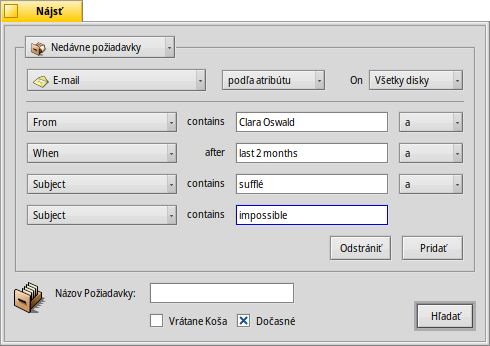 Nájsť
Nedávne požiadavky
E-mail podľa atribútu On Všetky disky
From contains Clara Oswald a
When after last 2 months a
Subject contains sufflé a
Subject contains impossible
Odstrániť Pridať
Názov Požiadavky:
Vrátane Koša Dočasné
Hľadať